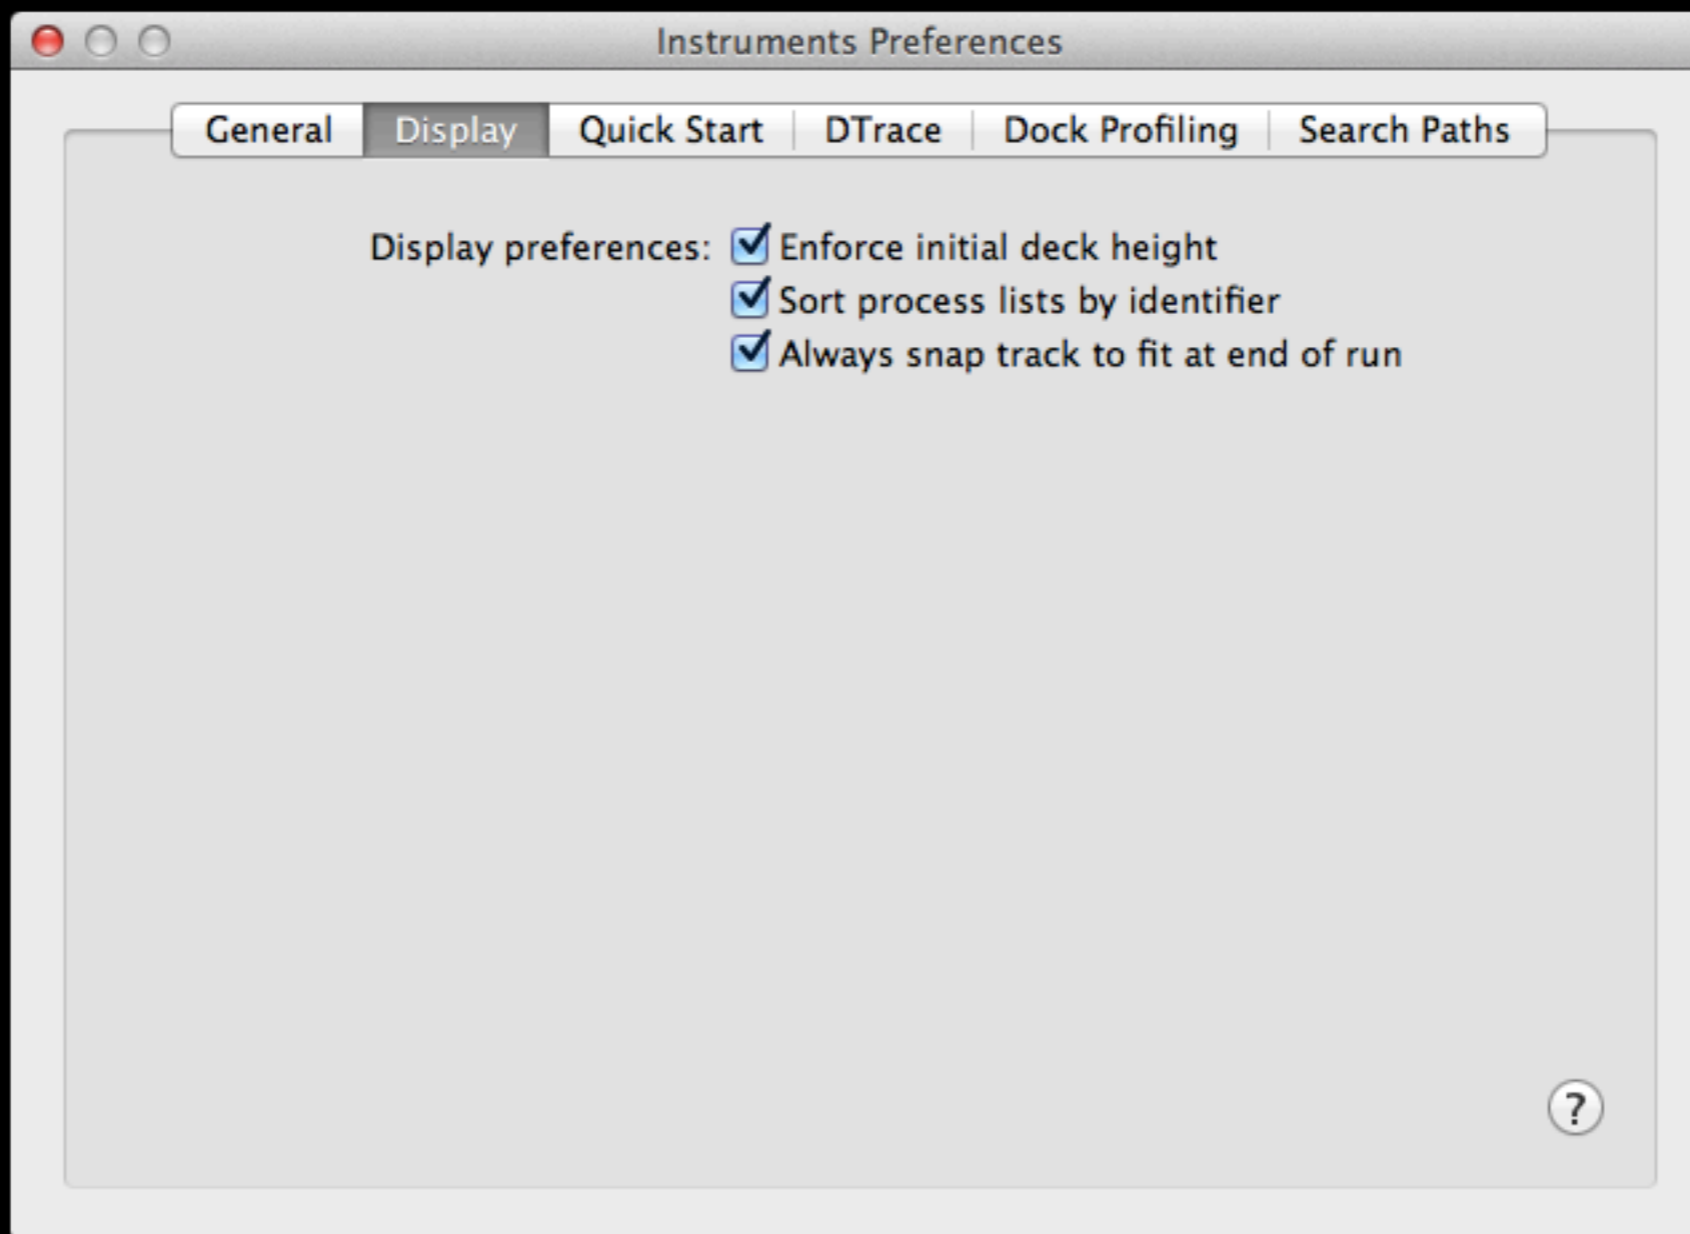 Instruments Preferences
General Display Quick Start DTrace Dock Profiling Search Paths
Display preferences: Enforce initial deck height
Sort process lists by identifier
Always snap track to fit at end of run
?